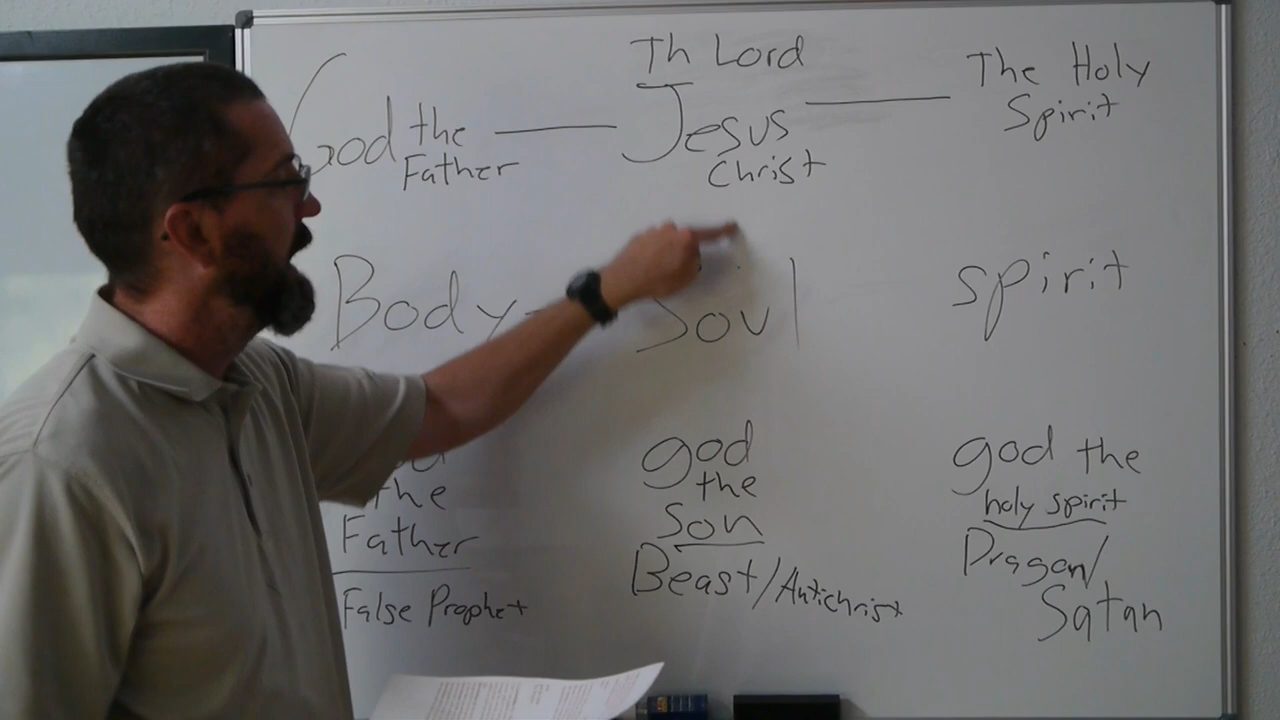 Th Lord
God the Father — Jesus Christ — The Holy Spirit
Body - Soul spirit
the Father god the Son god the holy spirit
False Prophet Beast/Antichrist Dragon/Satan